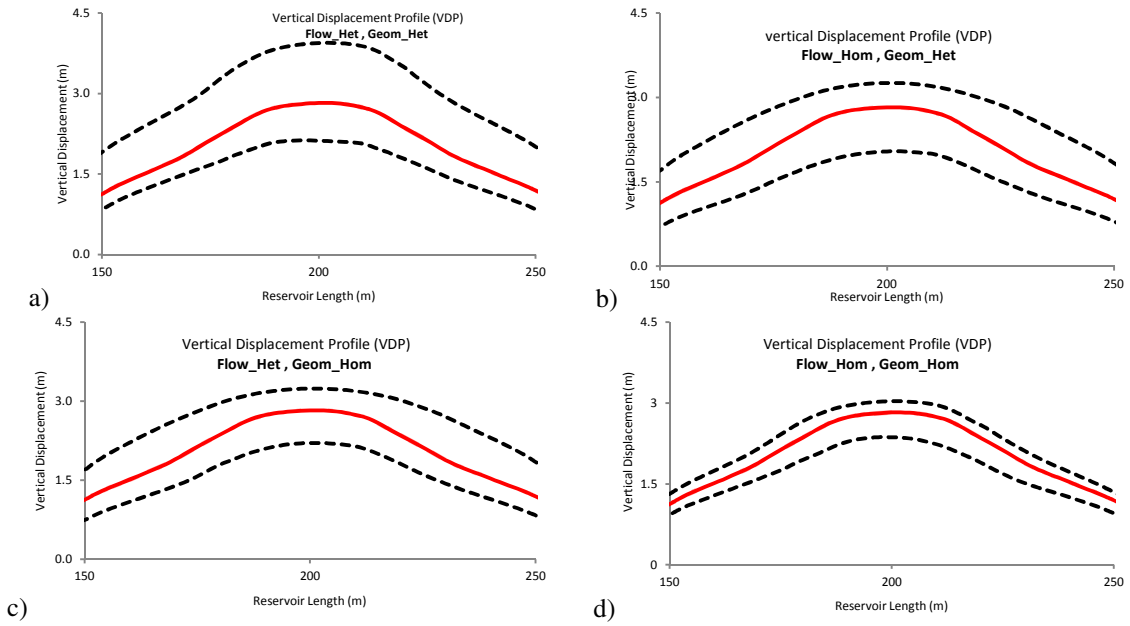 4.5
Vertical Displacement Profile (VDP)
Flow_Het , Geom_Het
3.0
1.5
0.0
Vertical Displacement (m)
150
200
250
Reservoir Length (m)
a)
4.5
vertical Displacement Profile (VDP)
Flow_Hom , Geom_Het
3.0
1.5
0.0
Vertical Displacement (m)
150
200
250
Reservoir Length (m)
b)
4.5
Vertical Displacement Profile (VDP)
Flow_Het , Geom_Hom
3.0
1.5
0.0
Vertical Displacement (m)
150
200
250
Reservoir Length (m)
c)
4.5
Vertical Displacement Profile (VDP)
Flow_Hom , Geom_Hom
3
1.5
0
Vertical Displacement (m)
150
200
250
Reservoir Length (m)
d)